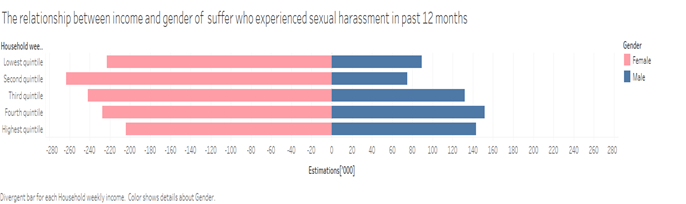 The relationship between income and gender of suffer who experienced sexual harassment in past 12 months
Household wee..
Lowest quintile
Second quintile
Third quintile
Fourth quintile
Highest quintile
-280 -260 -240 -220 -200 -180 -160 -140 -120 -100 -80 -60 -40 -20 0 20 40 60 80 100 120 140 160 180 200 220 240 260 280
Estimations['000]
Gender
Female
Male
Divergent bar for each Household weekly income. Color shows details about Gender.